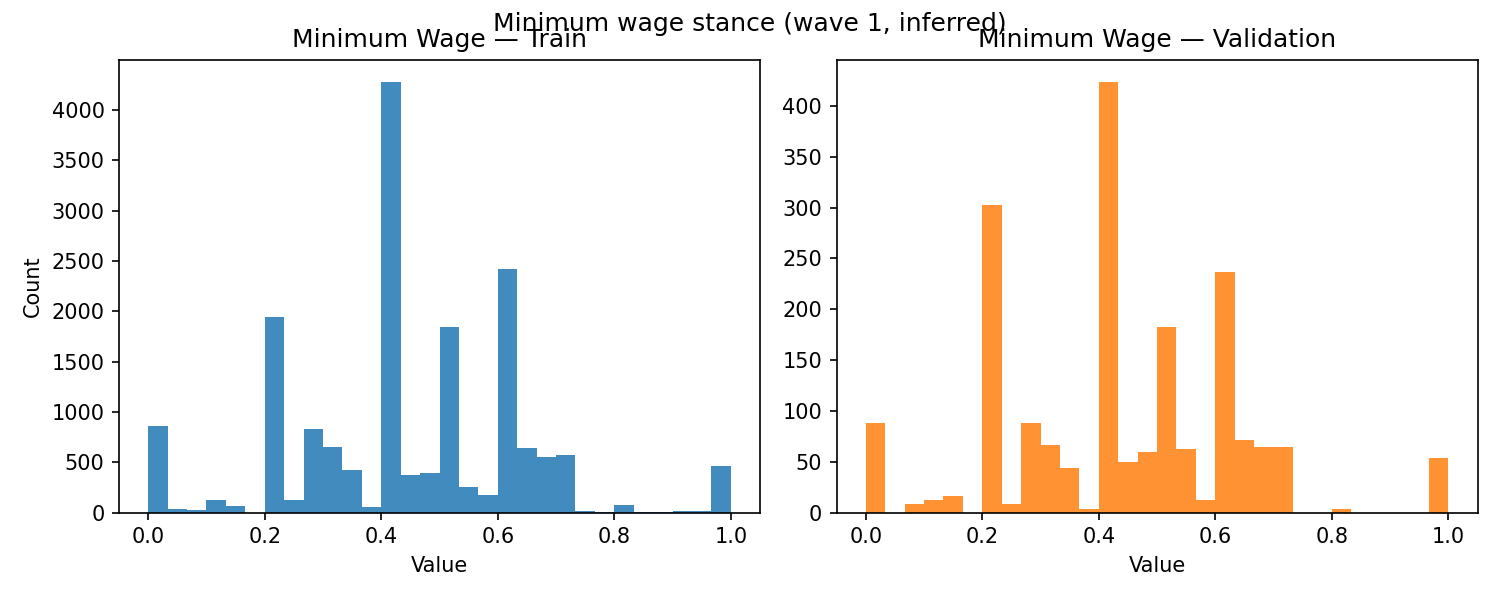 Minimum wage stance (wave 1, inferred)
Minimum Wage — Train
Minimum Wage — Validation
4000
3500
3000
2500
2000
1500
1000
500
0
Count
0.0 0.2 0.4 0.6 0.8 1.0
Value
400
350
300
250
200
150
100
50
0
0.0 0.2 0.4 0.6 0.8 1.0
Value